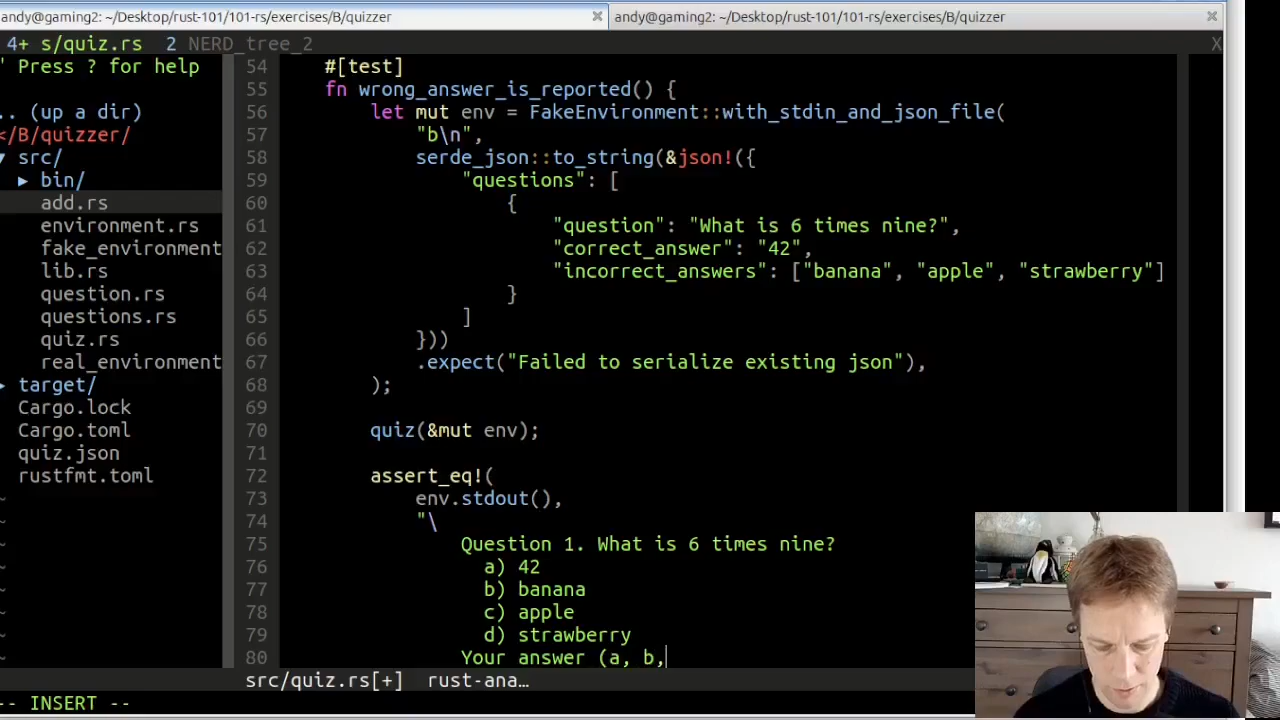 andy@gaming2: ~/Desktop/rust-101/101-rs/exercises/B/quizzer
andy@gaming2: ~/Desktop/rust-101/101-rs/exercises/B/quizzer
4+ s/quiz.rs 2 NERD_tree_2 X
" Press ? for help
.. (up a dir)
</B/quizzer/
▼ src/
▶ bin/
add.rs
environment.rs
fake_environment
lib.rs
question.rs
questions.rs
quiz.rs
real_environment
▸ target/
Cargo.lock
Cargo.toml
quiz.json
rustfmt.toml
54 #[test]
55 fn wrong_answer_is_reported() {
56 let mut env = FakeEnvironment::with_stdin_and_json_file(
57 "b\n",
58 serde_json::to_string(&json!({
59 "questions": [
60 {
61 "question": "What is 6 times nine?",
62 "correct_answer": "42",
63 "incorrect_answers": ["banana", "apple", "strawberry"]
64 }
65 ]
66 }))
67 .expect("Failed to serialize existing json"),
68 );
69
70 quiz(&mut env);
71
72 assert_eq!(
73 env.stdout(),
74 "\
75 Question 1. What is 6 times nine?
76 a) 42
77 b) banana
78 c) apple
79 d) strawberry
80 Your answer (a, b,
src/quiz.rs[+] rust-ana…
-- INSERT --